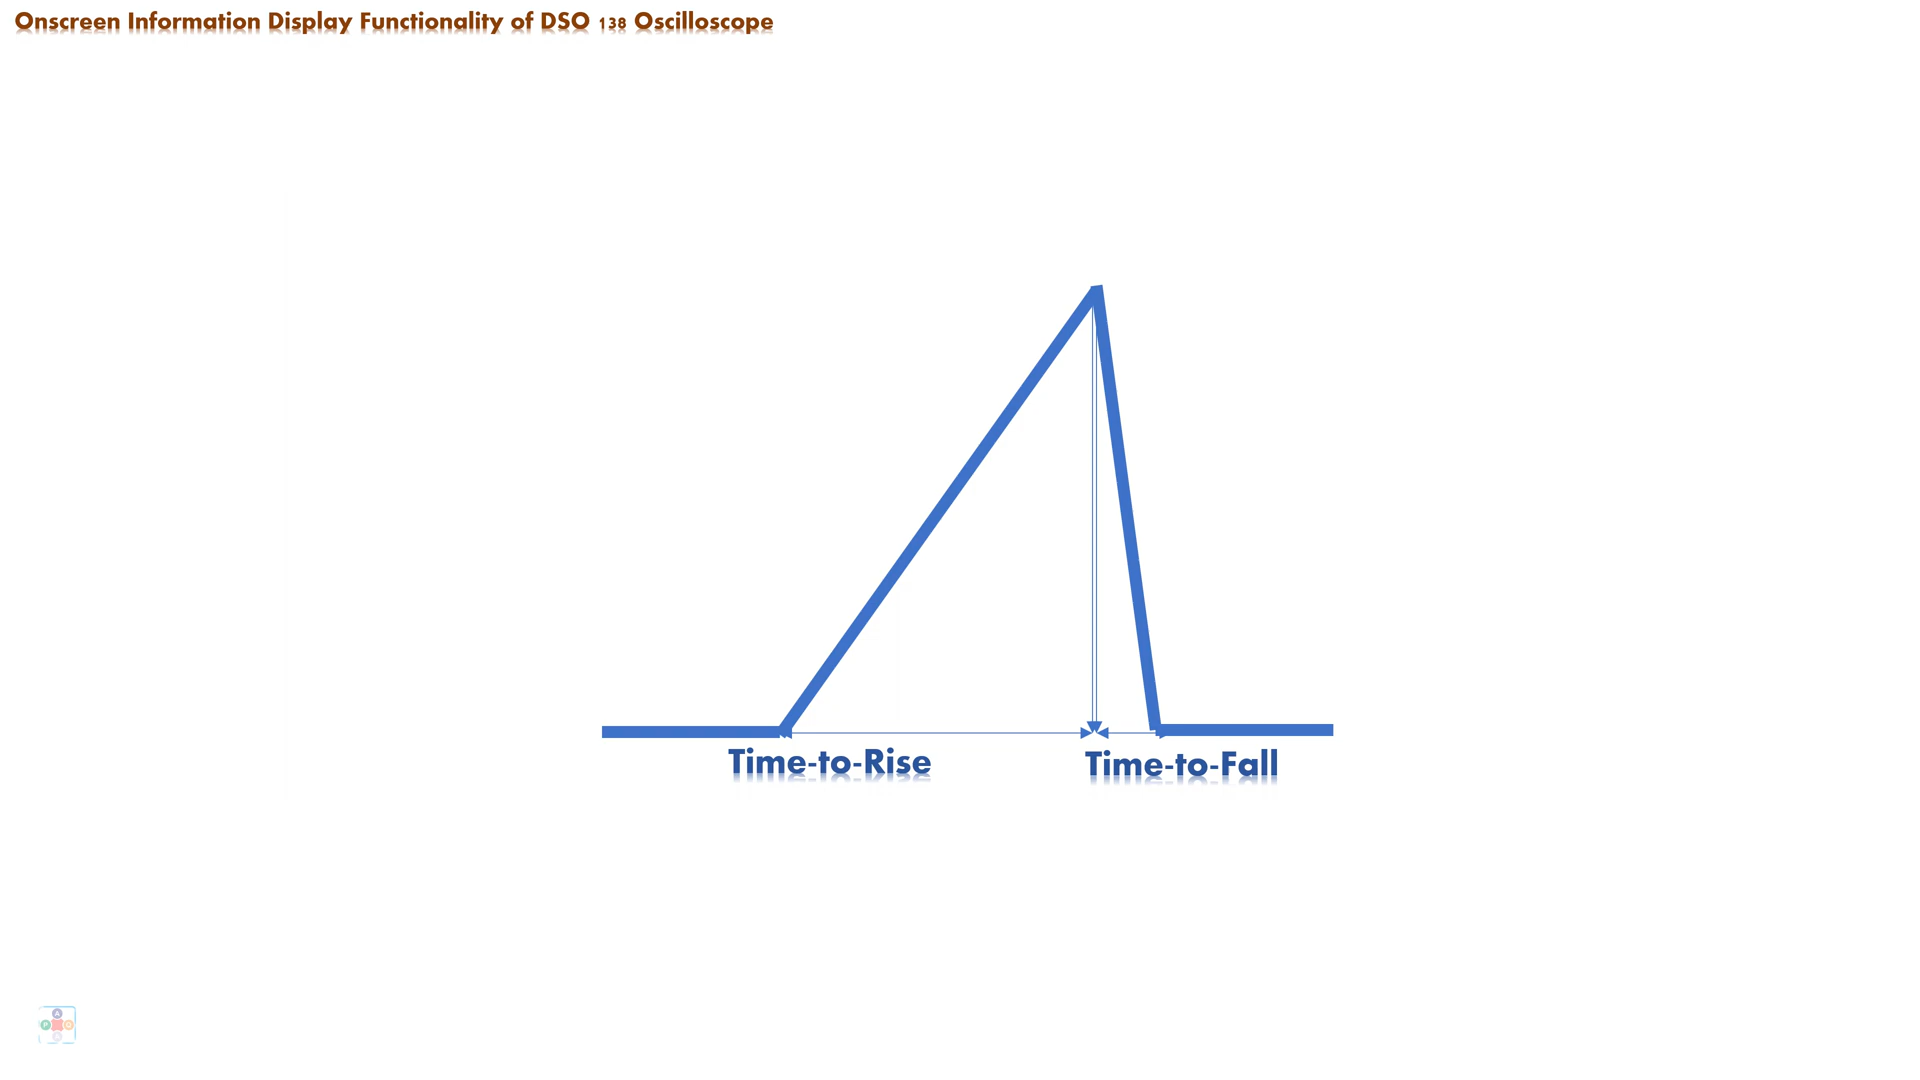 Onscreen Information Display Functionality of DSO 138 Oscilloscope
Time-to-Rise
Time-to-Fall